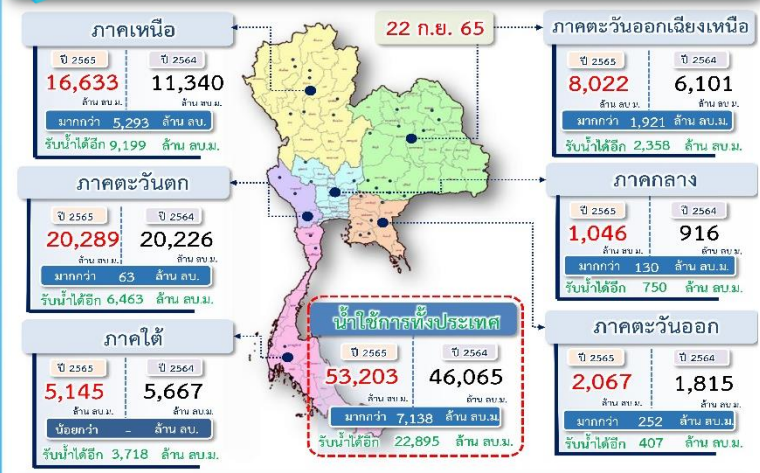 ภาคเหนือ
ปี 2565 ปี 2564
16,633 11,340
ล้าน ลบ.ม. ล้าน ลบ.ม.
มากกว่า 5,293 ล้าน ลบ.
รับน้ำได้อีก 9,199 ล้าน ลบ.ม.
22 ก.ย. 65
ภาคตะวันออกเฉียงเหนือ
ปี 2565 ปี 2564
8,022 6,101
ล้าน ลบ.ม. ล้าน ลบ.ม.
มากกว่า 1,921 ล้าน ลบ.ม.
รับน้ำได้อีก 2,358 ล้าน ลบ.ม.
ภาคตะวันตก
ปี 2565 ปี 2564
20,289 20,226
ล้าน ลบ.ม. ล้าน ลบ.ม.
มากกว่า 63 ล้าน ลบ.
รับน้ำได้อีก 6,463 ล้าน ลบ.ม.
ภาคกลาง
ปี 2565 ปี 2564
1,046 916
ล้าน ลบ.ม. ล้าน ลบ.ม.
มากกว่า 130 ล้าน ลบ.ม.
รับน้ำได้อีก 750 ล้าน ลบ.ม.
ภาคใต้
ปี 2565 ปี 2564
5,145 5,667
ล้าน ลบ.ม. ล้าน ลบ.ม.
น้อยกว่า - ล้าน ลบ.
รับน้ำได้อีก 3,718 ล้าน ลบ.ม.
น้ำใช้การทั้งประเทศ
ปี 2565 ปี 2564
53,203 46,065
ล้าน ลบ.ม. ล้าน ลบ.ม.
มากกว่า 7,138 ล้าน ลบ.ม.
รับน้ำได้อีก 22,895 ล้าน ลบ.ม.
ภาคตะวันออก
ปี 2565 ปี 2564
2,067 1,815
ล้าน ลบ.ม. ล้าน ลบ.ม.
มากกว่า 252 ล้าน ลบ.ม.
รับน้ำได้อีก 407 ล้าน ลบ.ม.